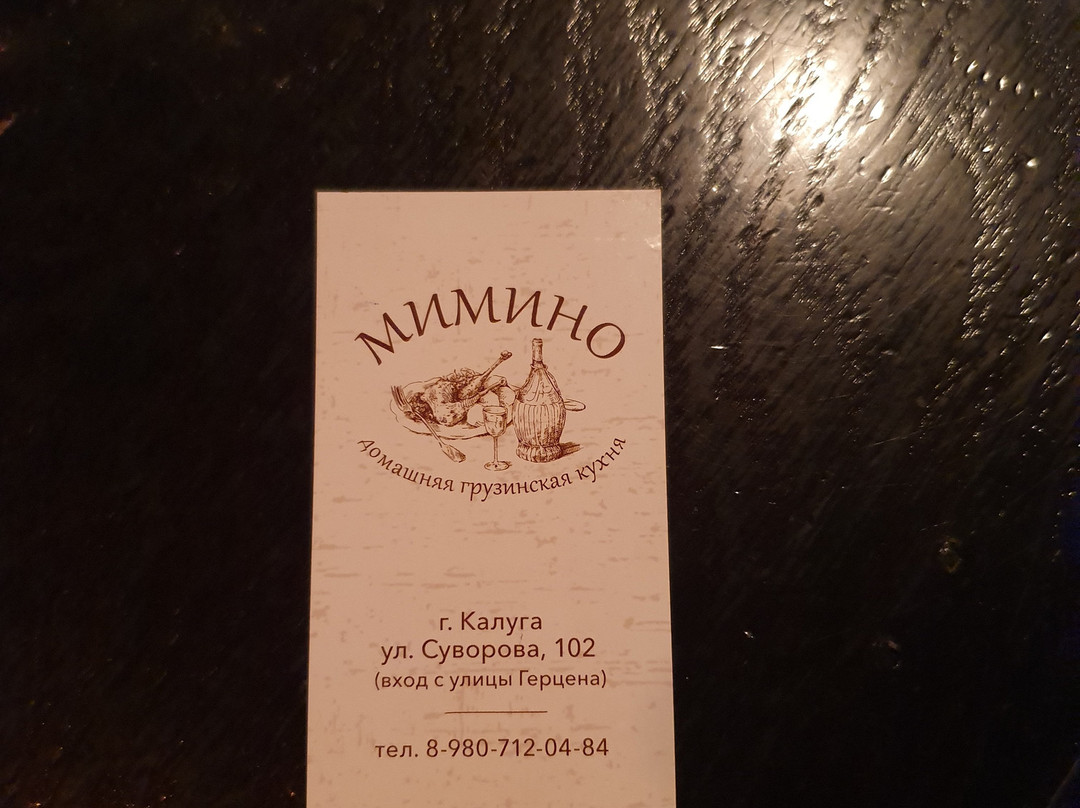 МИМИНО
домашняя грузинская кухня
г. Калуга
ул. Суворова, 102
(вход с улицы Герцена)
тел. 8-980-712-04-84